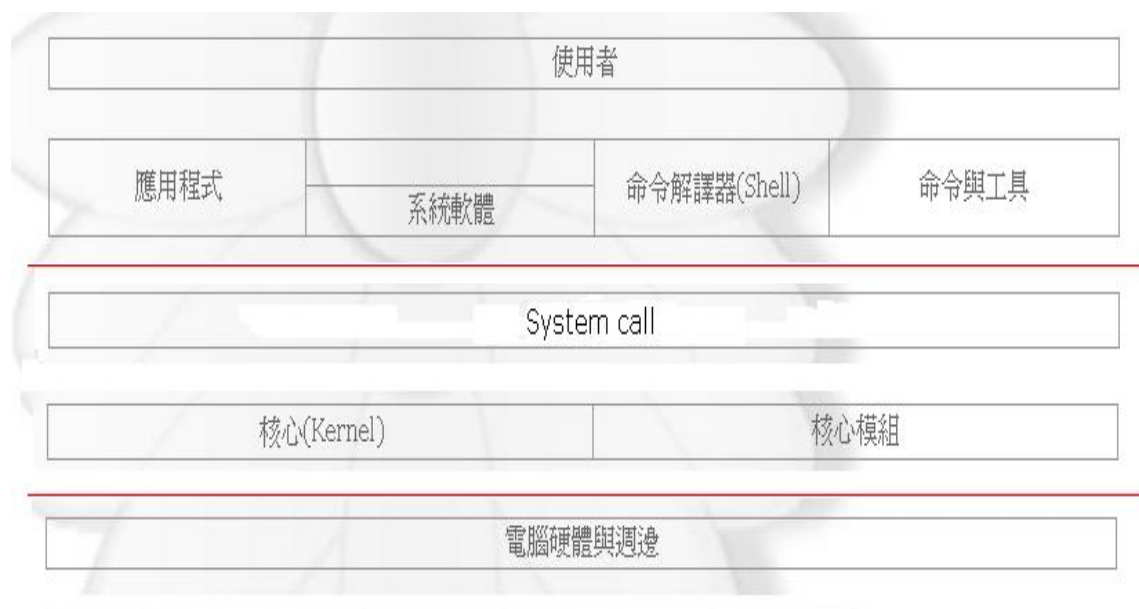 使用者
應用程式
系統軟體
命令解譯器(Shell)
命令與工具
System call
核心(Kernel)
核心模組
電腦硬體與週邊